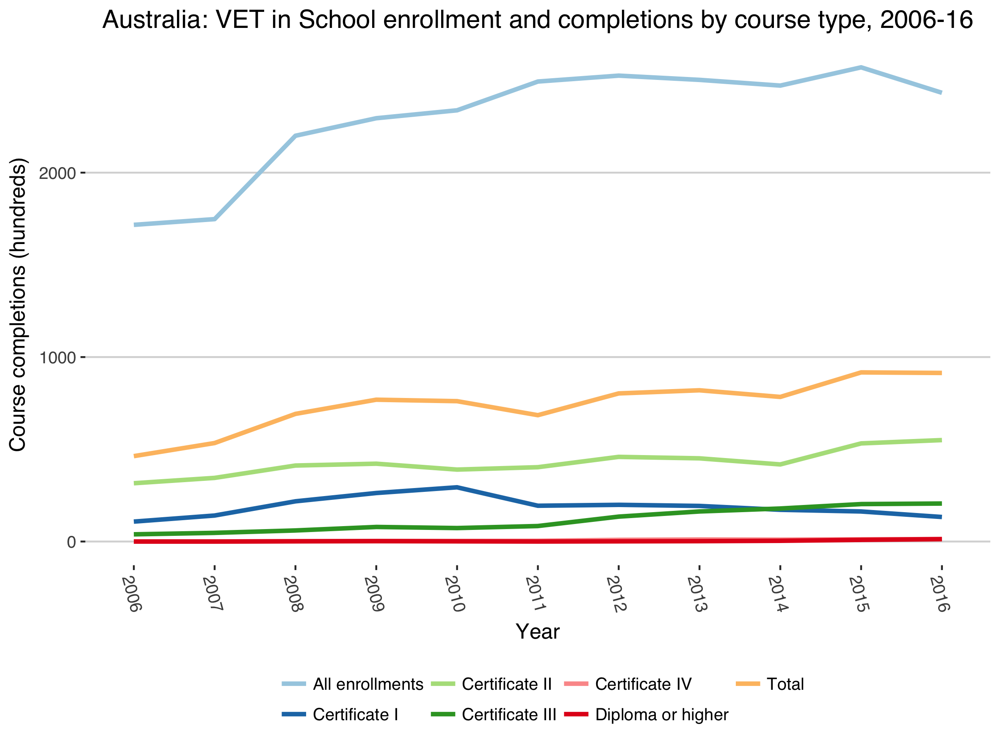 Australia: VET in School enrollment and completions by course type, 2006-16
Course completions (hundreds)
2000
1000
0
2006
2007
2008
2009
2010
2011
2012
2013
2014
2015
2016
Year
All enrollments
Certificate II
Certificate IV
Total
Certificate I
Certificate III
Diploma or higher